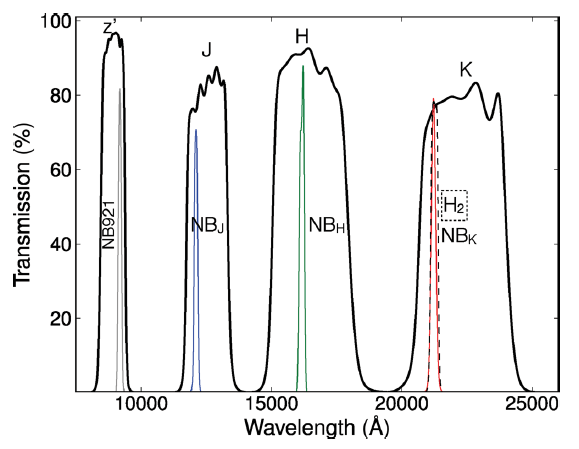 z'
J
H
K
NB921
NBJ
NBH
H2
NBK
Transmission (%)
100
80
60
40
20
10000
15000
20000
25000
Wavelength (Å)